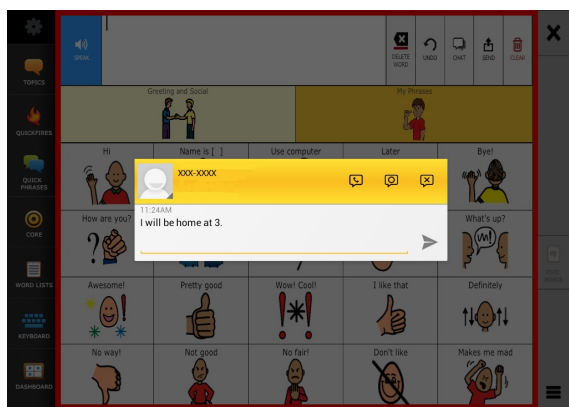 SPEAK
DELETE
WORD
UNDO
CHAT
SEND
CLEAR
TOPICS
QUICKFIRES
QUICK
PHRASES
CORE
WORD LISTS
KEYBOARD
DASHBOARD
Greeting and Social
My Phrases
Hi
Name is [ ]
Use computer
Later
Bye!
XXX-XXXX
11:24AM
I will be home at 3.
How are you?
What's up?
m!
Awesome!
Pretty good
Wow! Cool!
I like that
Definitely
No way!
Not good
No fair!
Don't like
Makes me mad